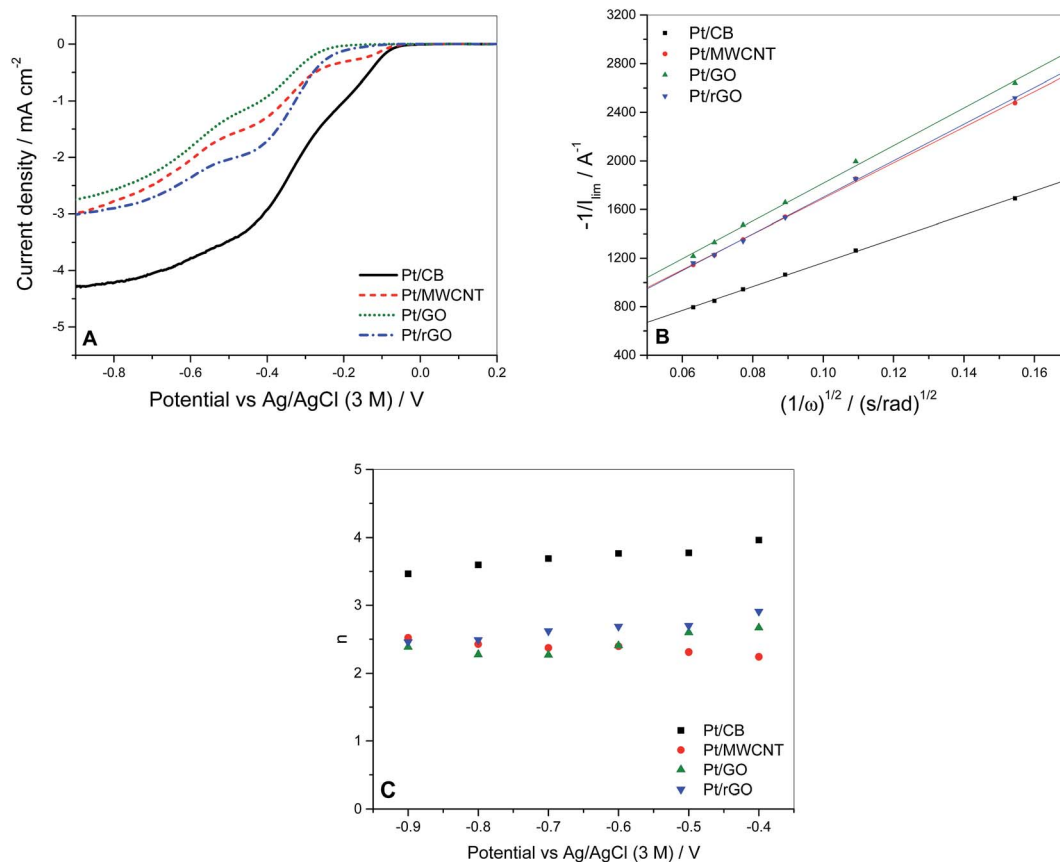 0
-1
-2
-3
-4
-5
Current density / mA cm⁻²
-0.8
-0.6
-0.4
-0.2
0.0
0.2
Potential vs Ag/AgCl (3 M) / V
Pt/CB
Pt/MWCNT
Pt/GO
Pt/rGO
A
3200
2800
2400
2000
1600
1200
800
400
-1/I_lim / A⁻¹
0.06
0.08
0.10
0.12
0.14
0.16
(1/ω)^1/2 / (s/rad)^1/2
Pt/CB
Pt/MWCNT
Pt/GO
Pt/rGO
B
5
4
3
2
1
0
n
-0.9
-0.8
-0.7
-0.6
-0.5
-0.4
Potential vs Ag/AgCl (3 M) / V
Pt/CB
Pt/MWCNT
Pt/GO
Pt/rGO
C